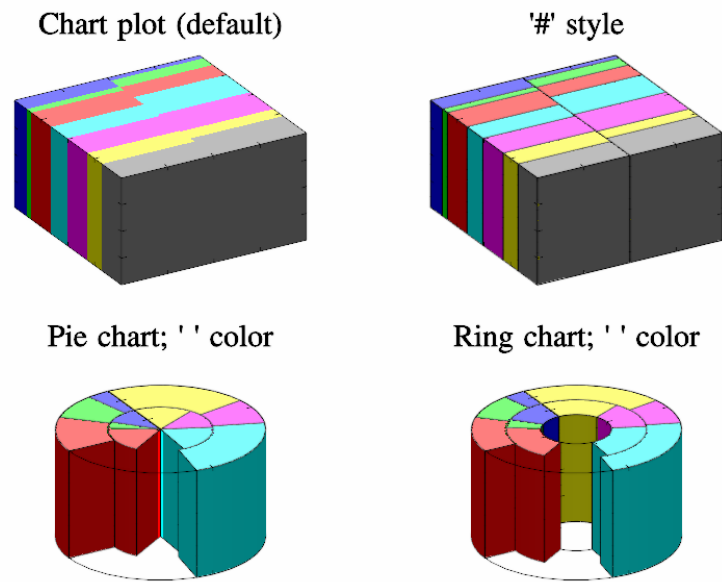 Chart plot (default)
'#' style
Pie chart; ' ' color
Ring chart; ' ' color